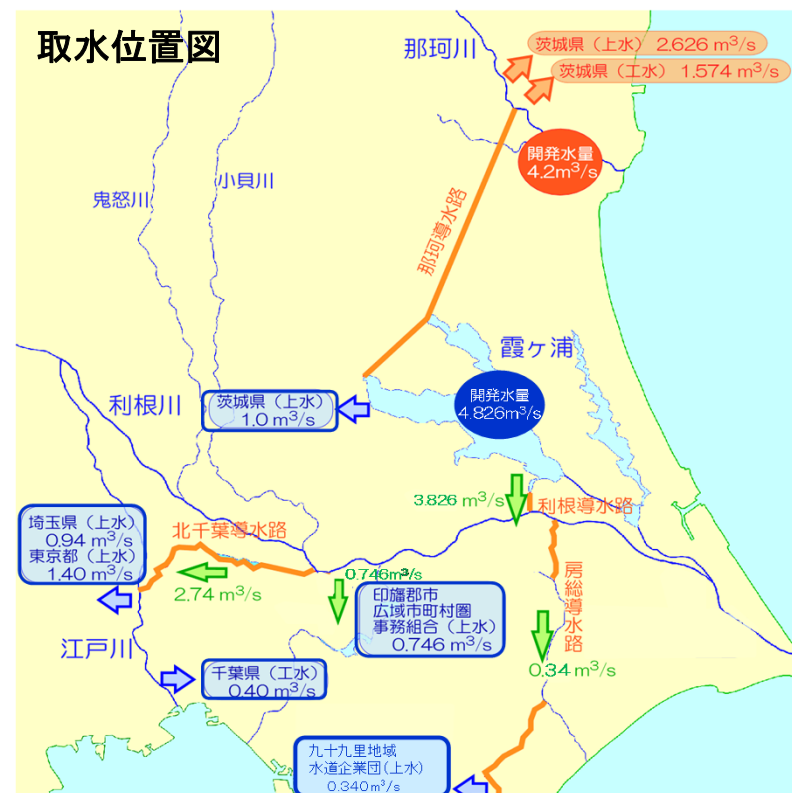 取水位置図
那珂川
茨城県（上水） 2.626 m³/s
茨城県（工水） 1.574 m³/s
開発水量
4.2m³/s
小貝川
鬼怒川
那珂導水路
霞ヶ浦
開発水量
4.826m³/s
利根川
茨城県（上水）
1.0 m³/s
3.826 m³/s
利根導水路
埼玉県（上水）
0.94 m³/s
東京都（上水）
1.40 m³/s
北千葉導水路
2.74 m³/s
0.746m³/s
印旛郡市
広域市町村圏
事務組合（上水）
0.746 m³/s
房総導水路
江戸川
千葉県（工水）
0.40 m³/s
0.34 m³/s
九十九里地域
水道企業団(上水)
0.340m³/s